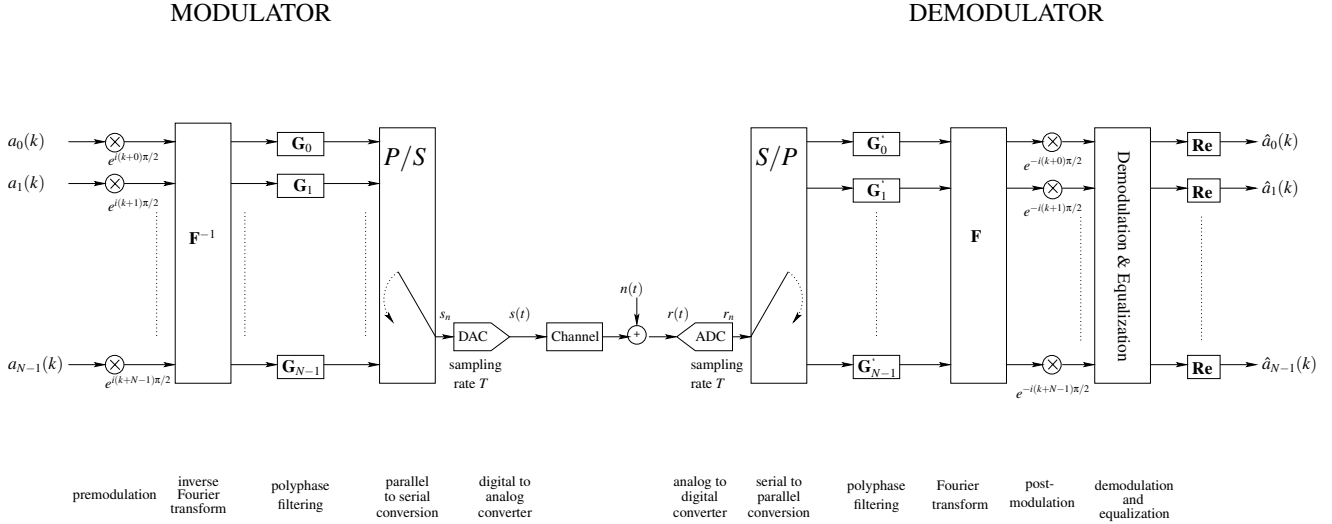 MODULATOR
DEMODULATOR
a_0(k)
e^{i(k+0)π/2}
a_1(k)
e^{i(k+1)π/2}
a_{N−1}(k)
e^{i(k+N−1)π/2}
F^{−1}
G_0
G_1
G_{N−1}
P/S
s_n
DAC
sampling
rate T
s(t)
Channel
n(t)
+
r(t)
ADC
r_n
sampling
rate T
S/P
G_0^*
G_1^*
G_{N−1}^*
F
e^{−i(k+0)π/2}
e^{−i(k+1)π/2}
e^{−i(k+N−1)π/2}
Demodulation & Equalization
Re
Re
Re
â_0(k)
â_1(k)
â_{N−1}(k)
premodulation
inverse
Fourier
transform
polyphase
filtering
parallel
to serial
conversion
digital to
analog
converter
analog to
digital
converter
serial to
parallel
conversion
polyphase
filtering
Fourier
transform
post-
modulation
demodulation
and
equalization